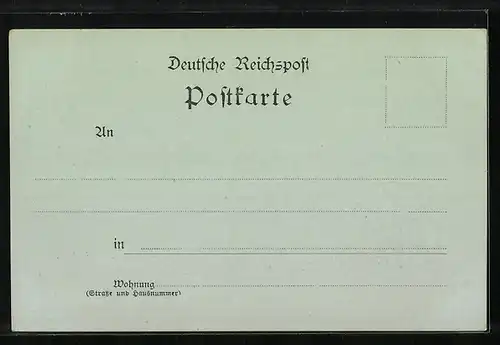 Deutsche Reichspost
Postkarte
An
in
Wohnung
(Straße und Hausnummer)